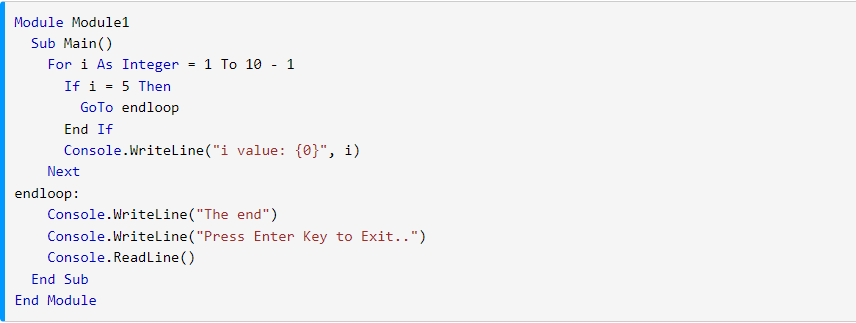 Module Module1
Sub Main()
For i As Integer = 1 To 10 - 1
If i = 5 Then
GoTo endloop
End If
Console.WriteLine("i value: {0}", i)
Next
endloop:
Console.WriteLine("The end")
Console.WriteLine("Press Enter Key to Exit..")
Console.ReadLine()
End Sub
End Module